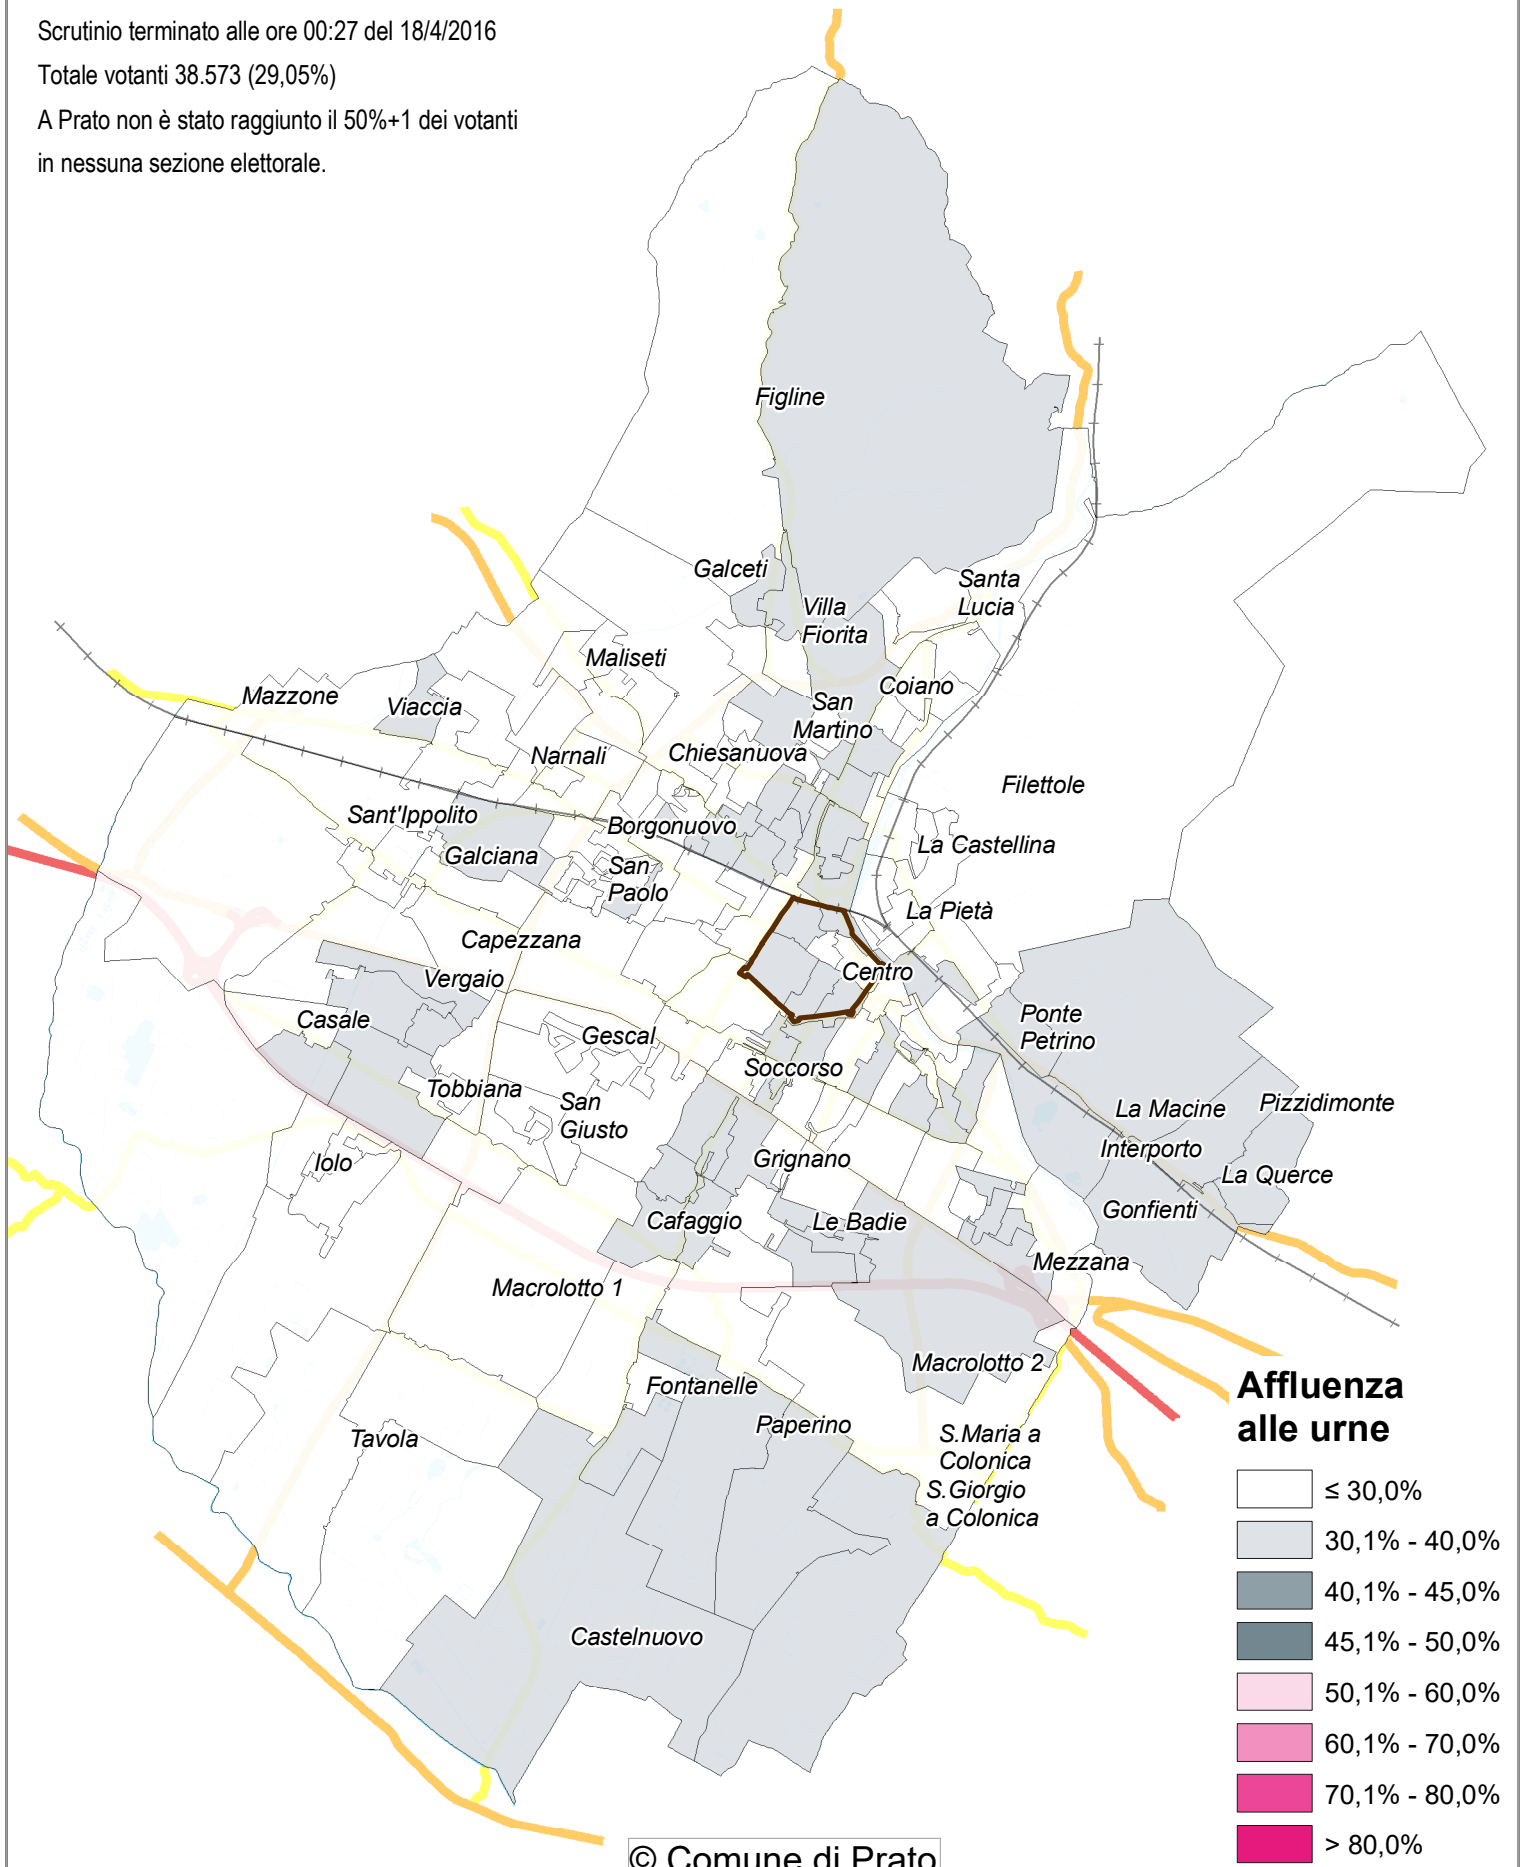 Scrutinio terminato alle ore 00:27 del 18/4/2016
Totale votanti 38.573 (29,05%)
A Prato non è stato raggiunto il 50%+1 dei votanti
in nessuna sezione elettorale.
Figline
Galceti
Santa
Lucia
Villa
Fiorita
Maliseti
Coiano
Mazzone
Viaccia
San
Martino
Narnali
Chiesanuova
Filettole
Sant'Ippolito
Borgonuovo
La Castellina
Galciana
San
Paolo
La Pietà
Capezzana
Centro
Vergaio
Casale
Ponte
Petrino
Gescal
Soccorso
Tobbiana
San
Giusto
La Macine
Pizzidimonte
Interporto
Iolo
Grignano
La Querce
Cafaggio
Le Badie
Gonfienti
Mezzana
Macrolotto 1
Macrolotto 2
Fontanelle
Paperino
Tavola
S.Maria a
Colonica
S.Giorgio
a Colonica
Castelnuovo
Affluenza
alle urne
≤ 30,0%
30,1% - 40,0%
40,1% - 45,0%
45,1% - 50,0%
50,1% - 60,0%
60,1% - 70,0%
70,1% - 80,0%
> 80,0%
© Comune di Prato